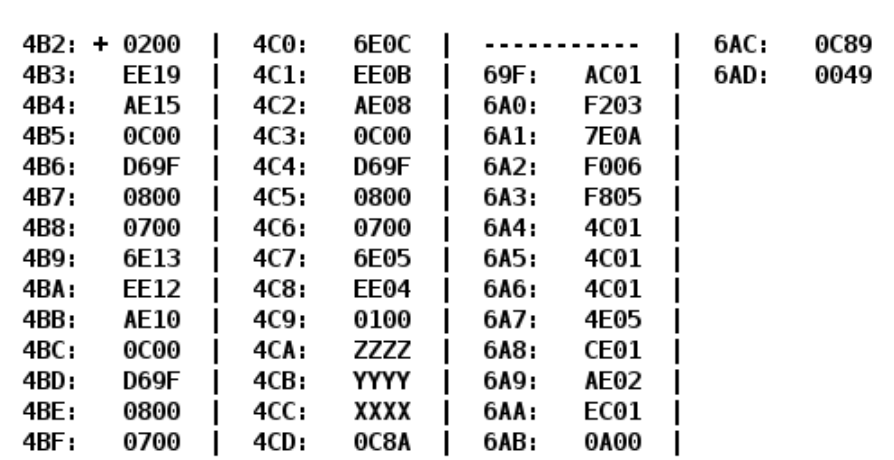 4B2: + 0200 | 4C0: 6E0C | ----------- | 6AC: 0C89
4B3: EE19 | 4C1: EE0B | 69F: AC01 | 6AD: 0049
4B4: AE15 | 4C2: AE08 | 6A0: F203 |
4B5: 0C00 | 4C3: 0C00 | 6A1: 7E0A |
4B6: D69F | 4C4: D69F | 6A2: F006 |
4B7: 0800 | 4C5: 0800 | 6A3: F805 |
4B8: 0700 | 4C6: 0700 | 6A4: 4C01 |
4B9: 6E13 | 4C7: 6E05 | 6A5: 4C01 |
4BA: EE12 | 4C8: EE04 | 6A6: 4C01 |
4BB: AE10 | 4C9: 0100 | 6A7: 4E05 |
4BC: 0C00 | 4CA: ZZZZ | 6A8: CE01 |
4BD: D69F | 4CB: YYYY | 6A9: AE02 |
4BE: 0800 | 4CC: XXXX | 6AA: EC01 |
4BF: 0700 | 4CD: 0C8A | 6AB: 0A00 |